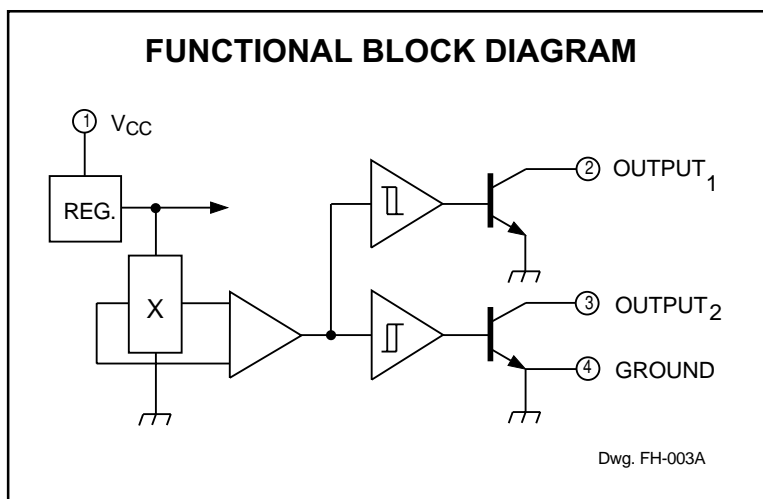 FUNCTIONAL BLOCK DIAGRAM
1 VCC
REG.
X
2 OUTPUT1
3 OUTPUT2
4 GROUND
Dwg. FH-003A